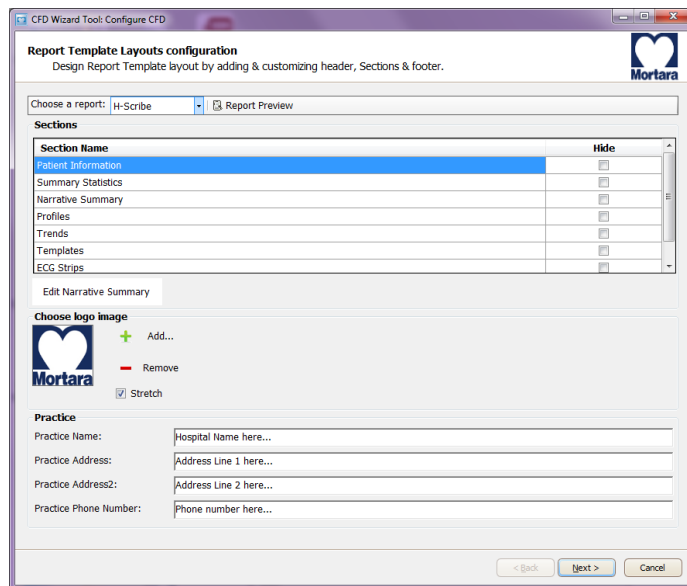 CFD Wizard Tool: Configure CFD
Report Template Layouts configuration
Design Report Template layout by adding & customizing header, Sections & footer.
Mortara
Choose a report: H-Scribe Report Preview
Sections
Section Name Hide
Patient Information
Summary Statistics
Narrative Summary
Profiles
Trends
Templates
ECG Strips
Edit Narrative Summary
Choose logo image
Mortara
Add...
Remove
Stretch
Practice
Practice Name: Hospital Name here...
Practice Address: Address Line 1 here...
Practice Address2: Address Line 2 here...
Practice Phone Number: Phone number here...
< Back Next > Cancel